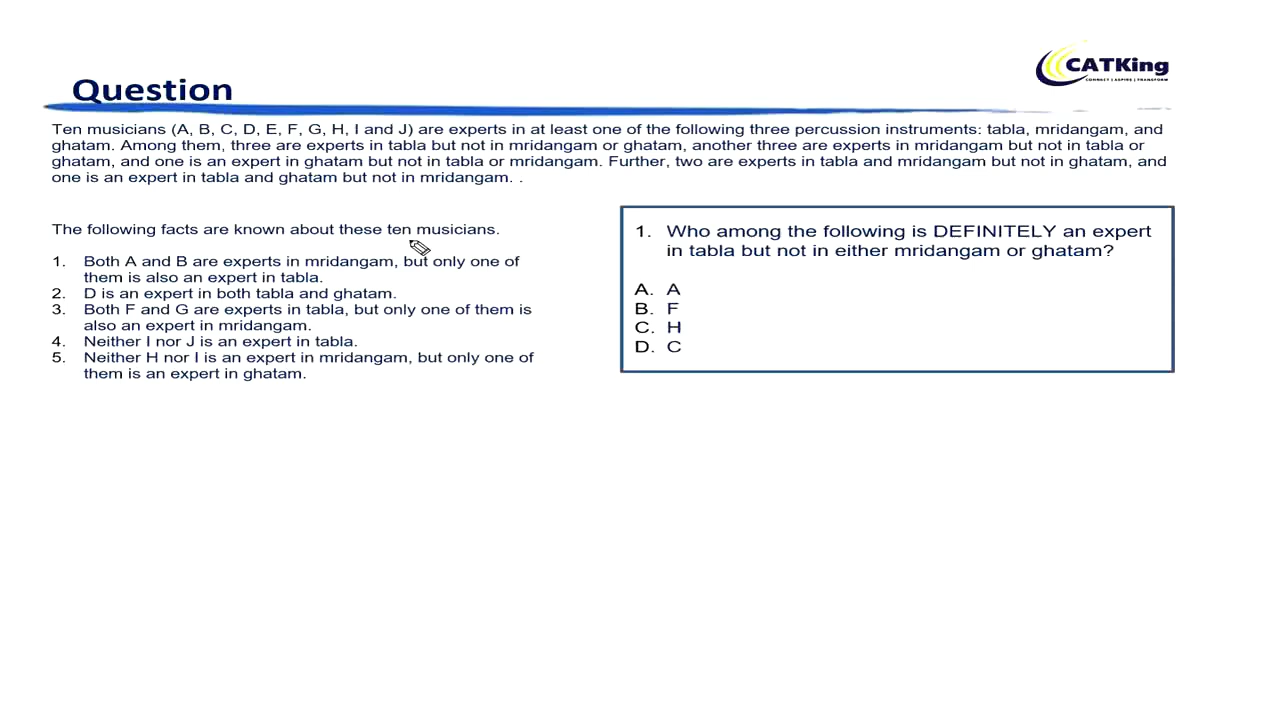 CATKing
CONNECT | ASPIRE | TRANSFORM
Question
Ten musicians (A, B, C, D, E, F, G, H, I and J) are experts in at least one of the following three percussion instruments: tabla, mridangam, and
ghatam. Among them, three are experts in tabla but not in mridangam or ghatam, another three are experts in mridangam but not in tabla or
ghatam, and one is an expert in ghatam but not in tabla or mridangam. Further, two are experts in tabla and mridangam but not in ghatam, and
one is an expert in tabla and ghatam but not in mridangam. .
The following facts are known about these ten musicians.
1. Both A and B are experts in mridangam, but only one of
them is also an expert in tabla.
2. D is an expert in both tabla and ghatam.
3. Both F and G are experts in tabla, but only one of them is
also an expert in mridangam.
4. Neither I nor J is an expert in tabla.
5. Neither H nor I is an expert in mridangam, but only one of
them is an expert in ghatam.
1. Who among the following is DEFINITELY an expert
in tabla but not in either mridangam or ghatam?
A. A
B. F
C. H
D. C